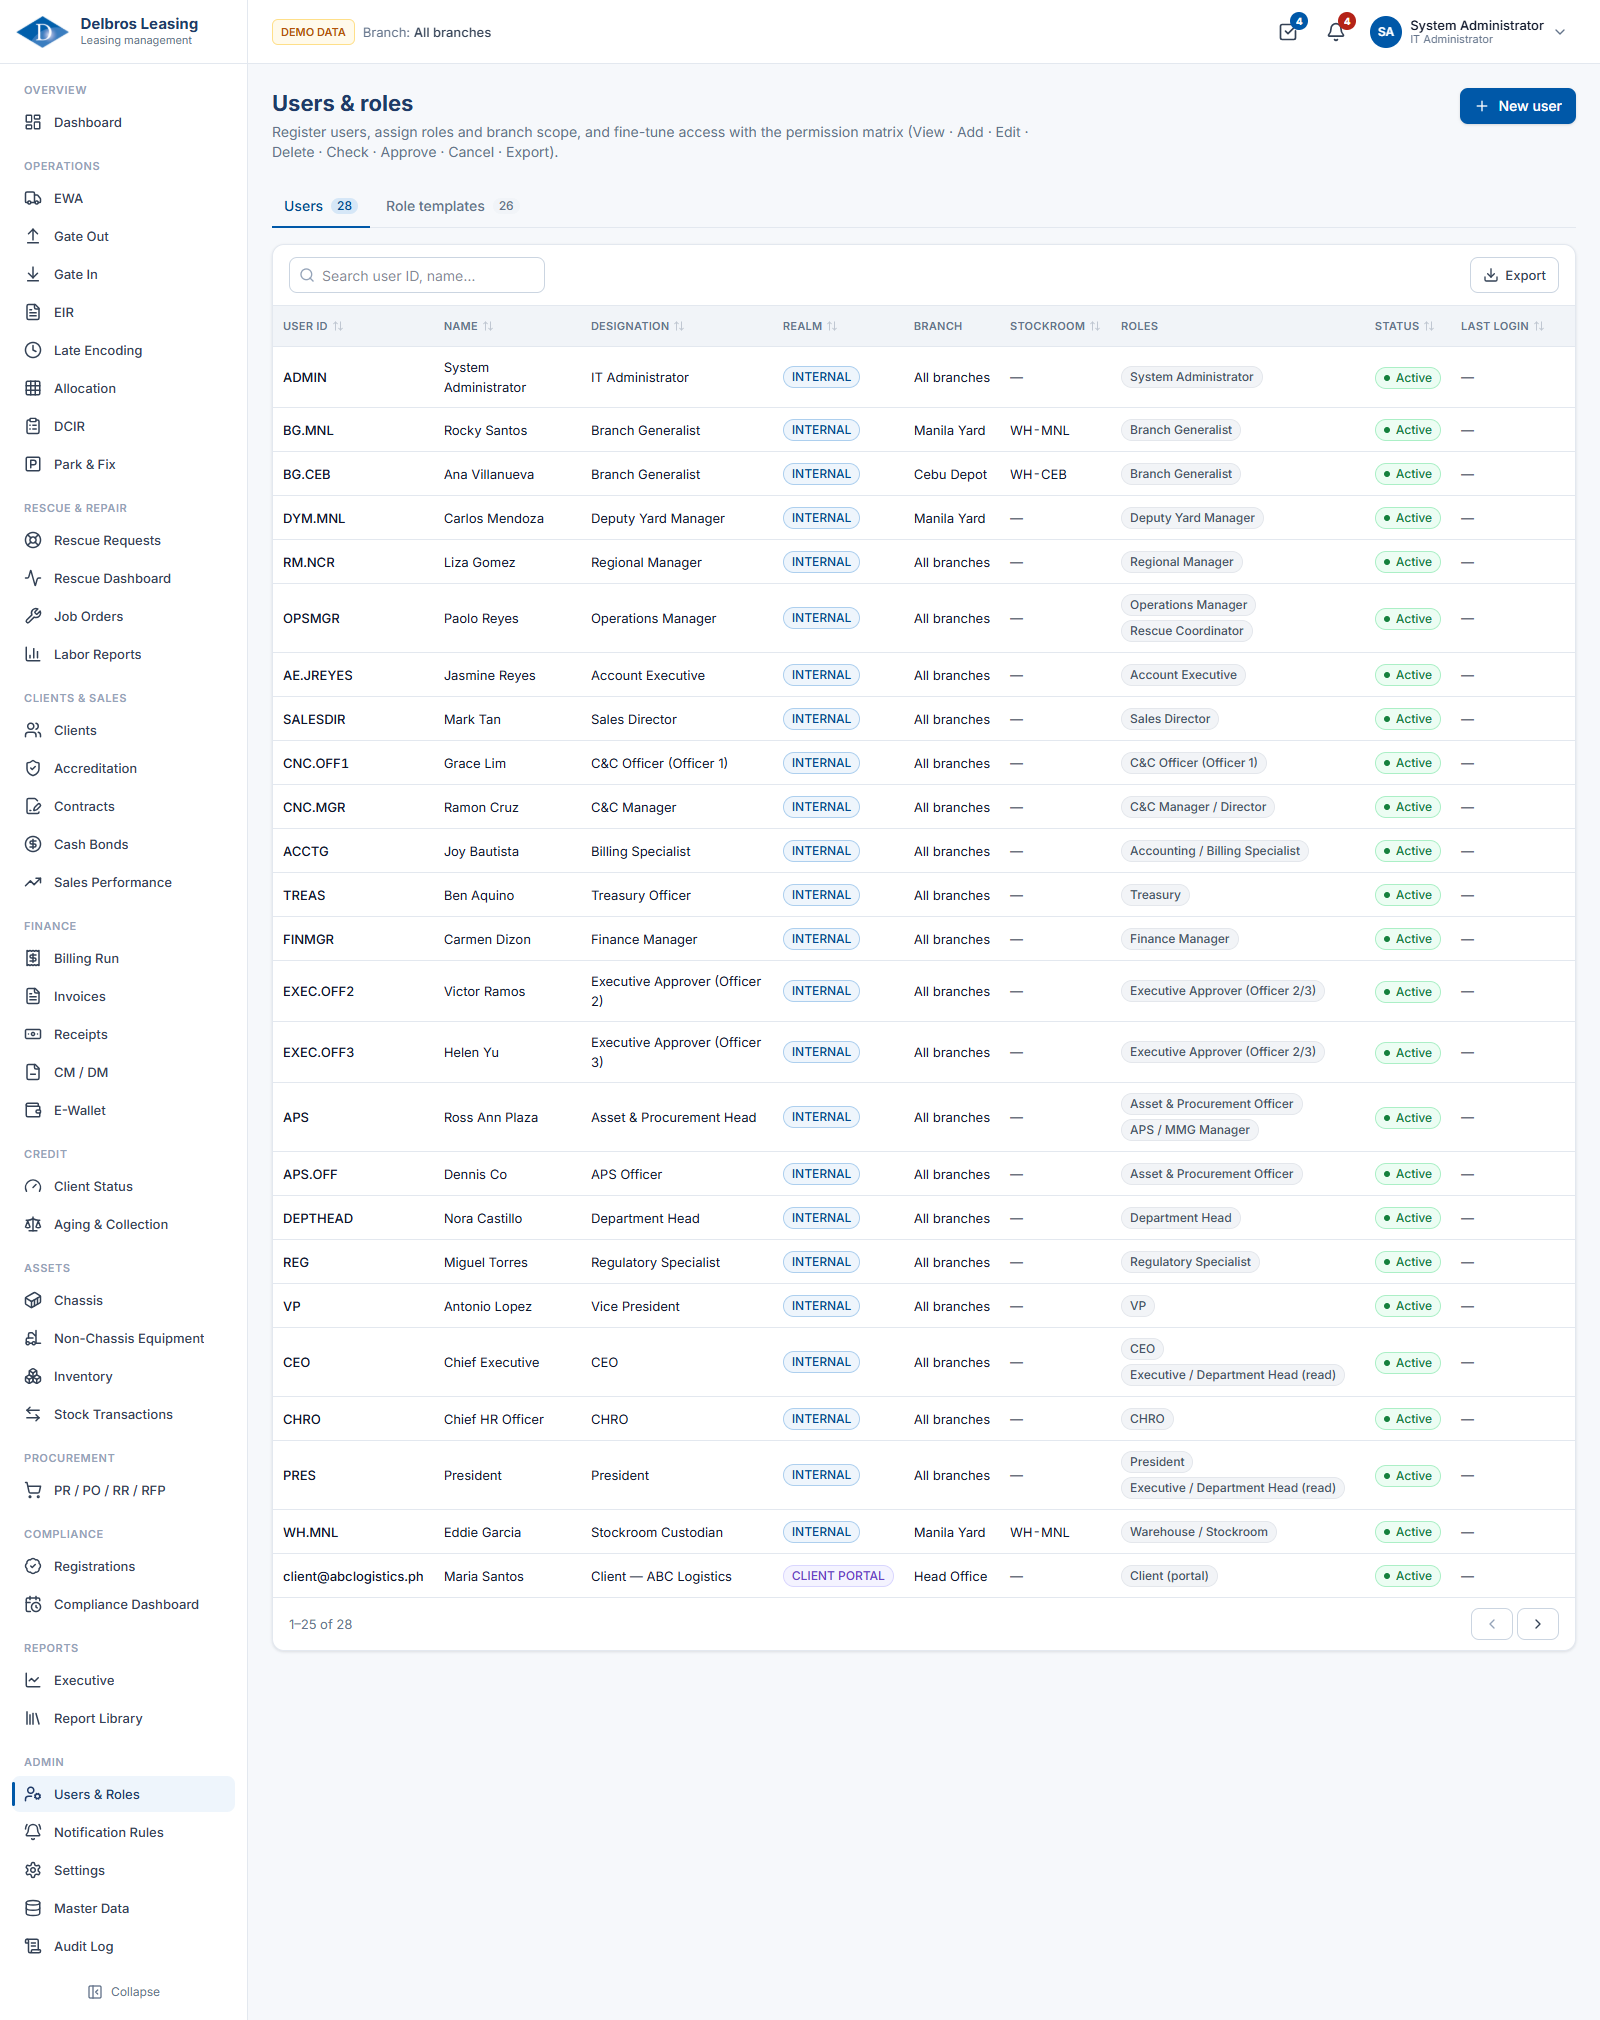 Delbros Leasing
Leasing management
DEMO DATA Branch: All branches
4
4
SA
System Administrator
IT Administrator
OVERVIEW
Dashboard
OPERATIONS
EWA
Gate Out
Gate In
EIR
Late Encoding
Allocation
DCIR
Park & Fix
RESCUE & REPAIR
Rescue Requests
Rescue Dashboard
Job Orders
Labor Reports
CLIENTS & SALES
Clients
Accreditation
Contracts
Cash Bonds
Sales Performance
FINANCE
Billing Run
Invoices
Receipts
CM / DM
E-Wallet
CREDIT
Client Status
Aging & Collection
ASSETS
Chassis
Non-Chassis Equipment
Inventory
Stock Transactions
PROCUREMENT
PR / PO / RR / RFP
COMPLIANCE
Registrations
Compliance Dashboard
REPORTS
Executive
Report Library
ADMIN
Users & Roles
Notification Rules
Settings
Master Data
Audit Log
Collapse
Users & roles
Register users, assign roles and branch scope, and fine-tune access with the permission matrix (View · Add · Edit ·
Delete · Check · Approve · Cancel · Export).
New user
Users 28 Role templates 26
Search user ID, name...
Export
USER ID NAME DESIGNATION REALM BRANCH STOCKROOM ROLES STATUS LAST LOGIN
ADMIN System Administrator IT Administrator INTERNAL All branches — System Administrator Active —
BG.MNL Rocky Santos Branch Generalist INTERNAL Manila Yard WH-MNL Branch Generalist Active —
BG.CEB Ana Villanueva Branch Generalist INTERNAL Cebu Depot WH-CEB Branch Generalist Active —
DYM.MNL Carlos Mendoza Deputy Yard Manager INTERNAL Manila Yard — Deputy Yard Manager Active —
RM.NCR Liza Gomez Regional Manager INTERNAL All branches — Regional Manager Active —
OPSMGR Paolo Reyes Operations Manager INTERNAL All branches — Operations Manager Rescue Coordinator Active —
AE.JREYES Jasmine Reyes Account Executive INTERNAL All branches — Account Executive Active —
SALESDIR Mark Tan Sales Director INTERNAL All branches — Sales Director Active —
CNC.OFF1 Grace Lim C&C Officer (Officer 1) INTERNAL All branches — C&C Officer (Officer 1) Active —
CNC.MGR Ramon Cruz C&C Manager INTERNAL All branches — C&C Manager / Director Active —
ACCTG Joy Bautista Billing Specialist INTERNAL All branches — Accounting / Billing Specialist Active —
TREAS Ben Aquino Treasury Officer INTERNAL All branches — Treasury Active —
FINMGR Carmen Dizon Finance Manager INTERNAL All branches — Finance Manager Active —
EXEC.OFF2 Victor Ramos Executive Approver (Officer 2) INTERNAL All branches — Executive Approver (Officer 2/3) Active —
EXEC.OFF3 Helen Yu Executive Approver (Officer 3) INTERNAL All branches — Executive Approver (Officer 2/3) Active —
APS Ross Ann Plaza Asset & Procurement Head INTERNAL All branches — Asset & Procurement Officer APS / MMG Manager Active —
APS.OFF Dennis Co APS Officer INTERNAL All branches — Asset & Procurement Officer Active —
DEPTHEAD Nora Castillo Department Head INTERNAL All branches — Department Head Active —
REG Miguel Torres Regulatory Specialist INTERNAL All branches — Regulatory Specialist Active —
VP Antonio Lopez Vice President INTERNAL All branches — VP Active —
CEO Chief Executive CEO INTERNAL All branches — CEO Executive / Department Head (read) Active —
CHRO Chief HR Officer CHRO INTERNAL All branches — CHRO Active —
PRES President President INTERNAL All branches — President Executive / Department Head (read) Active —
WH.MNL Eddie Garcia Stockroom Custodian INTERNAL Manila Yard WH-MNL Warehouse / Stockroom Active —
client@abclogistics.ph Maria Santos Client — ABC Logistics CLIENT PORTAL Head Office — Client (portal) Active —
1–25 of 28